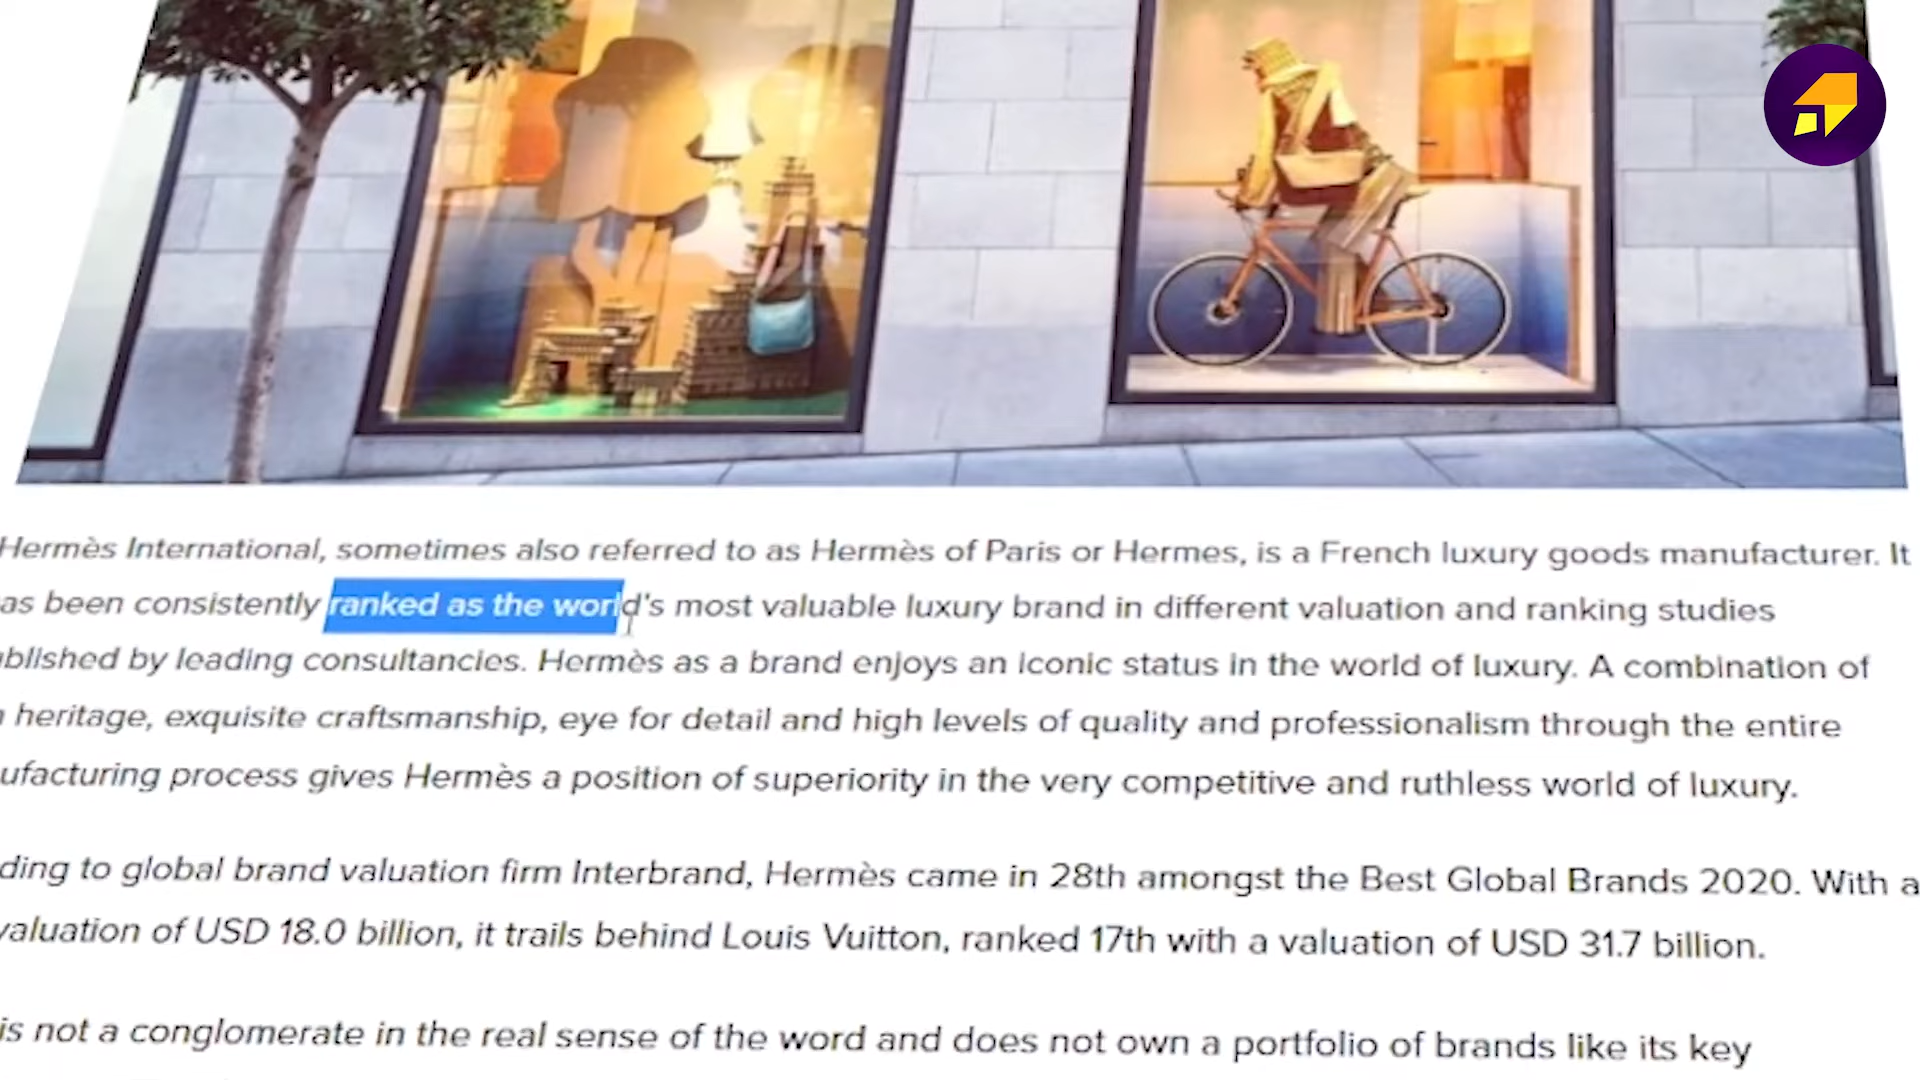 Hermès International, sometimes also referred to as Hermès of Paris or Hermes, is a French luxury goods manufacturer. It
as been consistently ranked as the world's most valuable luxury brand in different valuation and ranking studies
ublished by leading consultancies. Hermès as a brand enjoys an iconic status in the world of luxury. A combination of
heritage, exquisite craftsmanship, eye for detail and high levels of quality and professionalism through the entire
ufacturing process gives Hermès a position of superiority in the very competitive and ruthless world of luxury.
ding to global brand valuation firm Interbrand, Hermès came in 28th amongst the Best Global Brands 2020. With a
valuation of USD 18.0 billion, it trails behind Louis Vuitton, ranked 17th with a valuation of USD 31.7 billion.
is not a conglomerate in the real sense of the word and does not own a portfolio of brands like its key